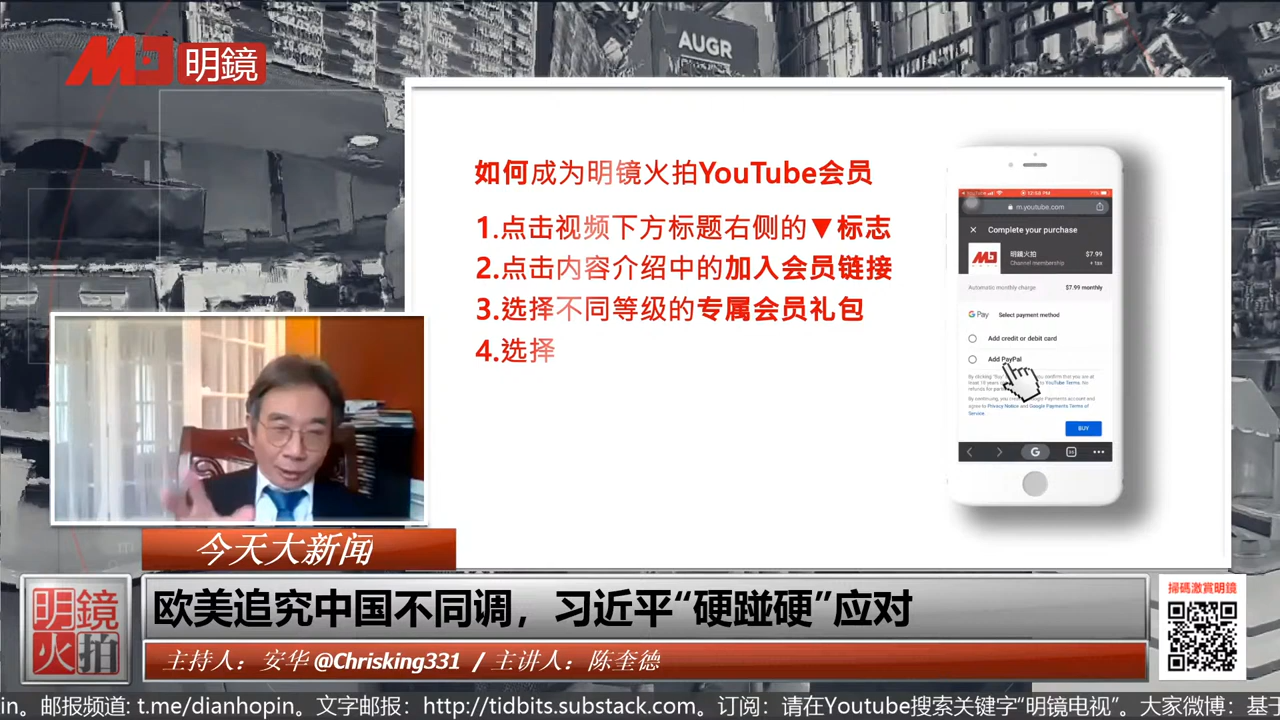 AUGR
明鏡
如何成为明镜火拍YouTube会员
1.点击视频下方标题右侧的▼标志
2.点击内容介绍中的加入会员链接
3.选择不同等级的专属会员礼包
4.选择
12:53 PM
77%
m.youtube.com
Complete your purchase
明鏡火拍
$7.99
Channel membership
+ tax
Automatic monthly charge
$7.99 monthly
G Pay
Select payment method
Add credit or debit card
Add PayPal
BUY
今天大新闻
明鏡
火拍
欧美追究中国不同调，习近平“硬踫硬”应对
主持人：安华 @Chrisking331 / 主讲人：陈奎德
掃碼激賞明鏡
in。邮报频道: t.me/dianhopin。文字邮报：http://tidbits.substack.com。订阅：请在Youtube搜索关键字“明镜电视”。大家微博：基于